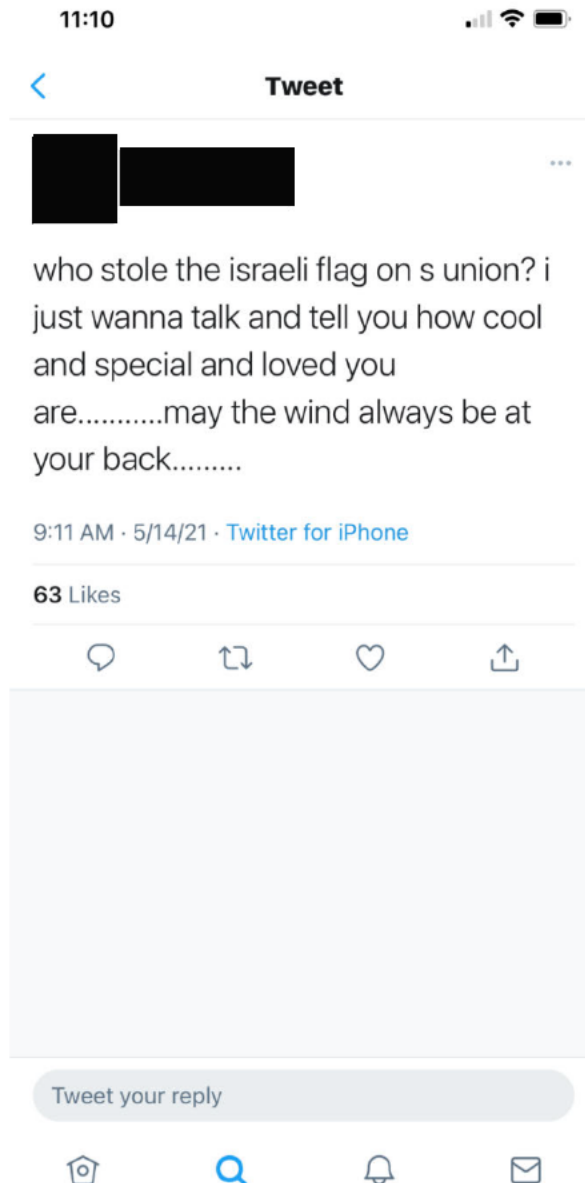 11:10
Tweet
who stole the israeli flag on s union? i
just wanna talk and tell you how cool
and special and loved you
are...........may the wind always be at
your back.........
9:11 AM · 5/14/21 · Twitter for iPhone
63 Likes
Tweet your reply